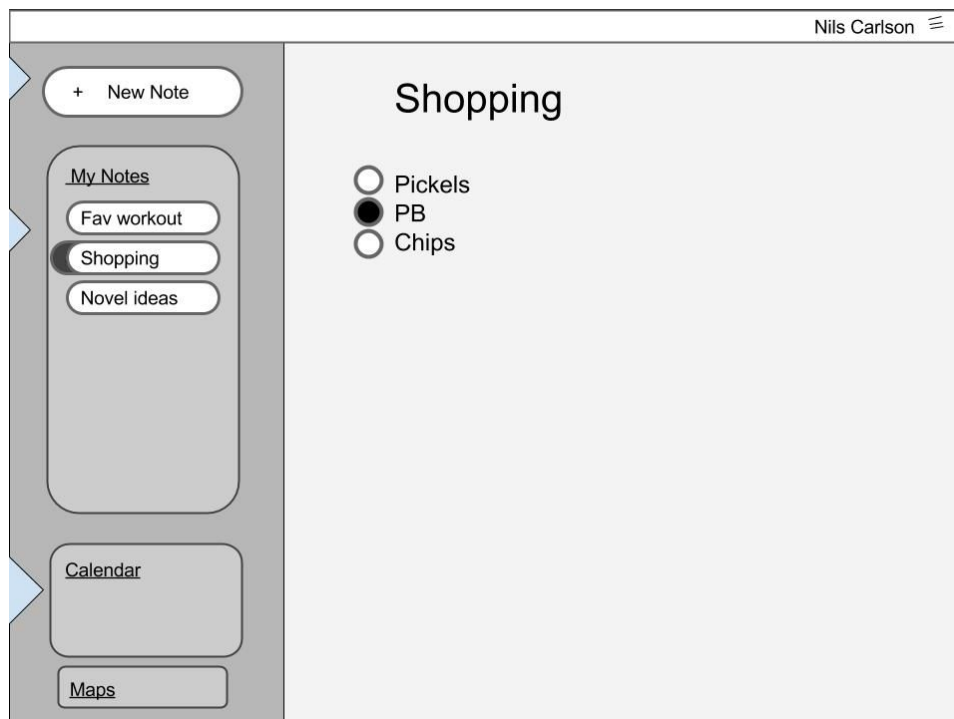 Nils Carlson
+ New Note
Shopping
My Notes
Fav workout
Shopping
Novel ideas
Pickels
PB
Chips
Calendar
Maps